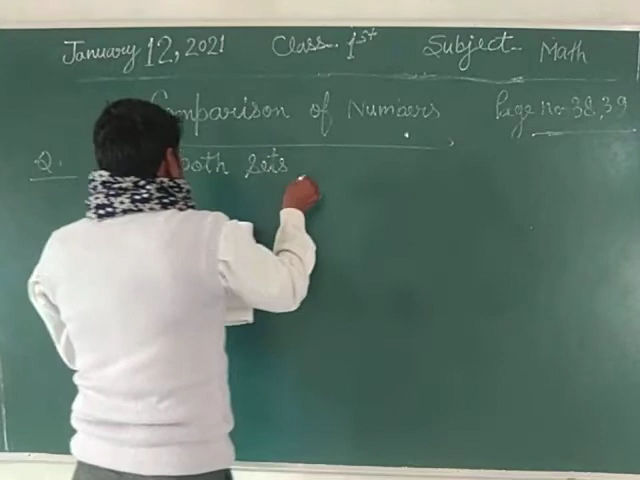 January 12, 2021 Class. 1st Subject- Math
Comparison of Numbers Page no 38,39
Q. both sets